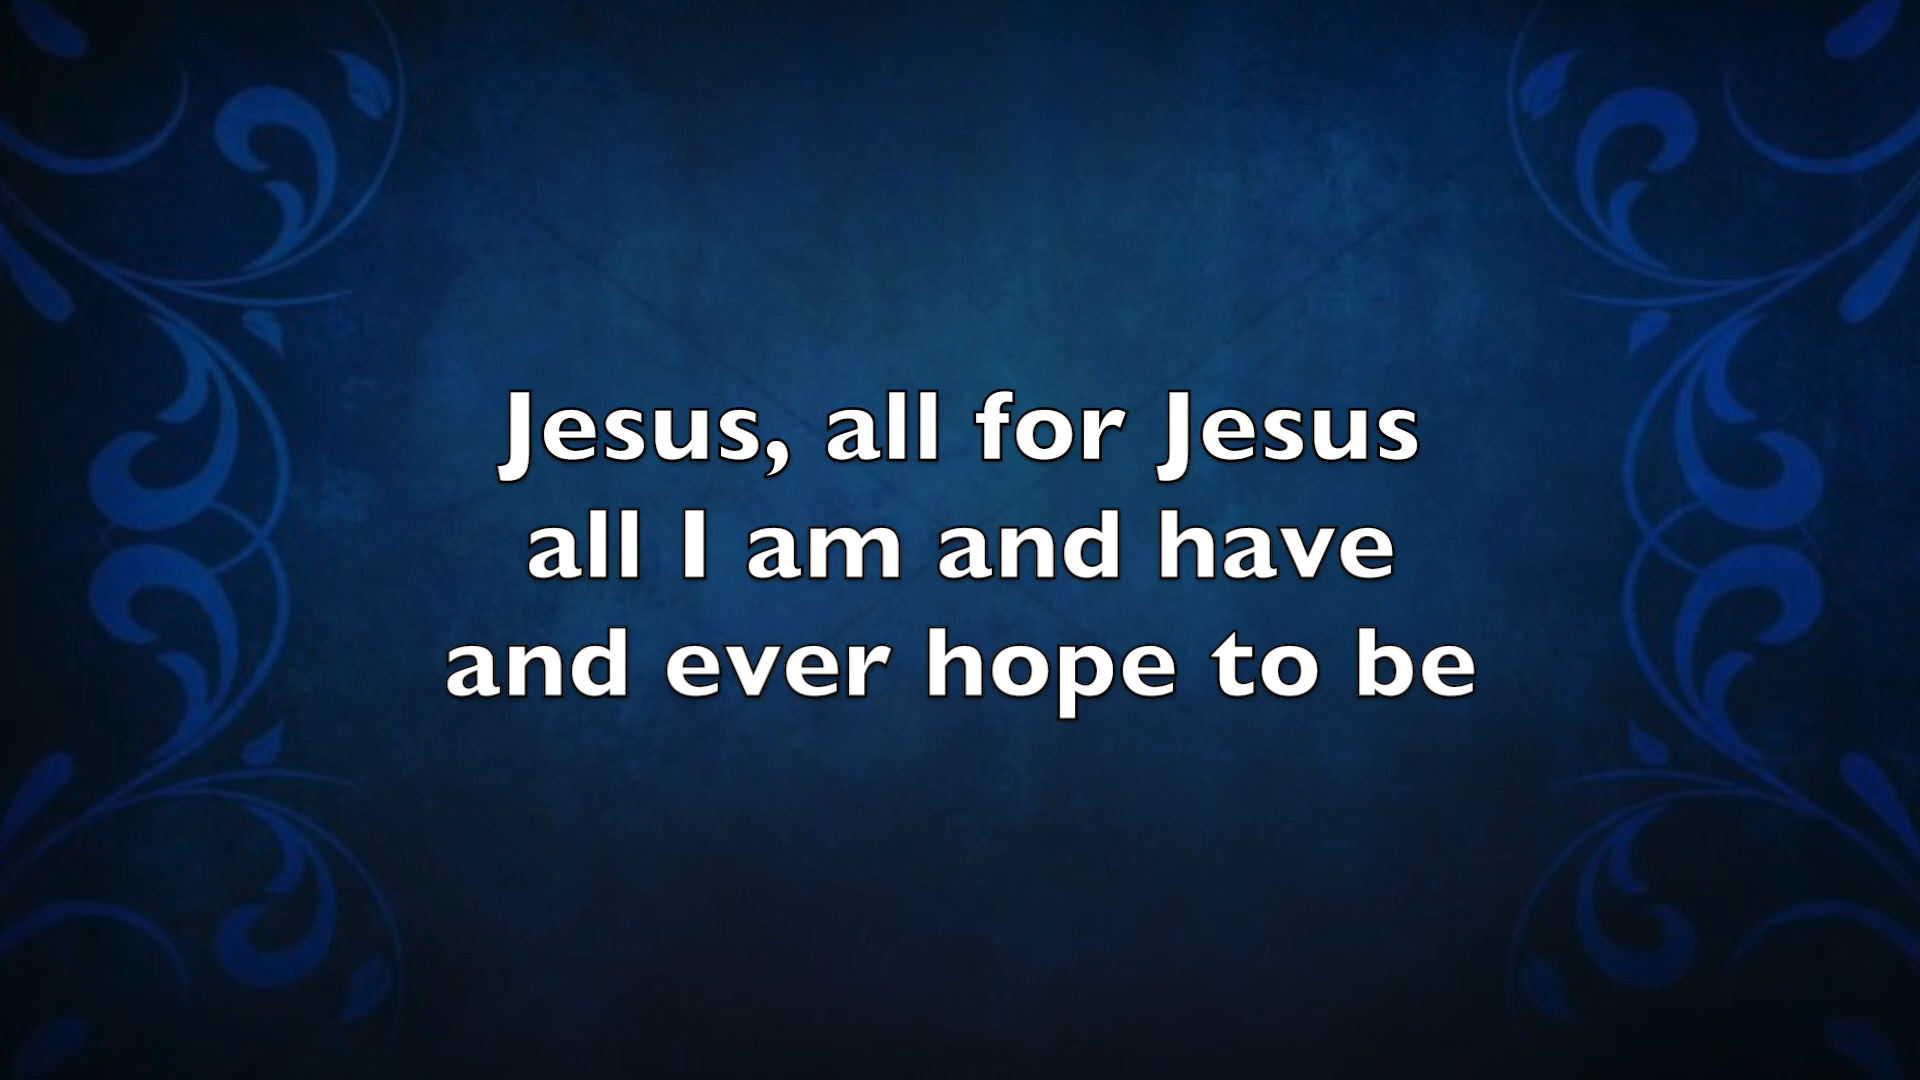 Jesus, all for Jesus
all I am and have
and ever hope to be